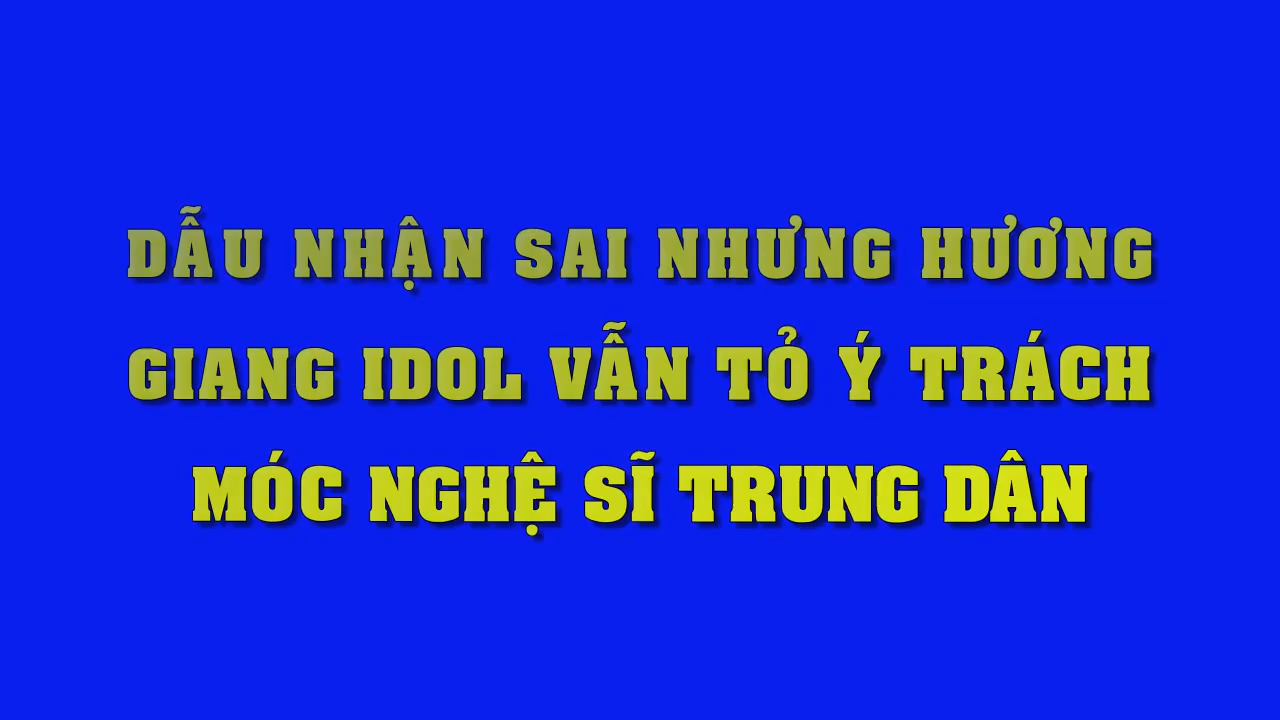 DẪU NHẬN SAI NHƯNG HƯƠNG
GIANG IDOL VẪN TỎ Ý TRÁCH
MÓC NGHỆ SĨ TRUNG DÂN